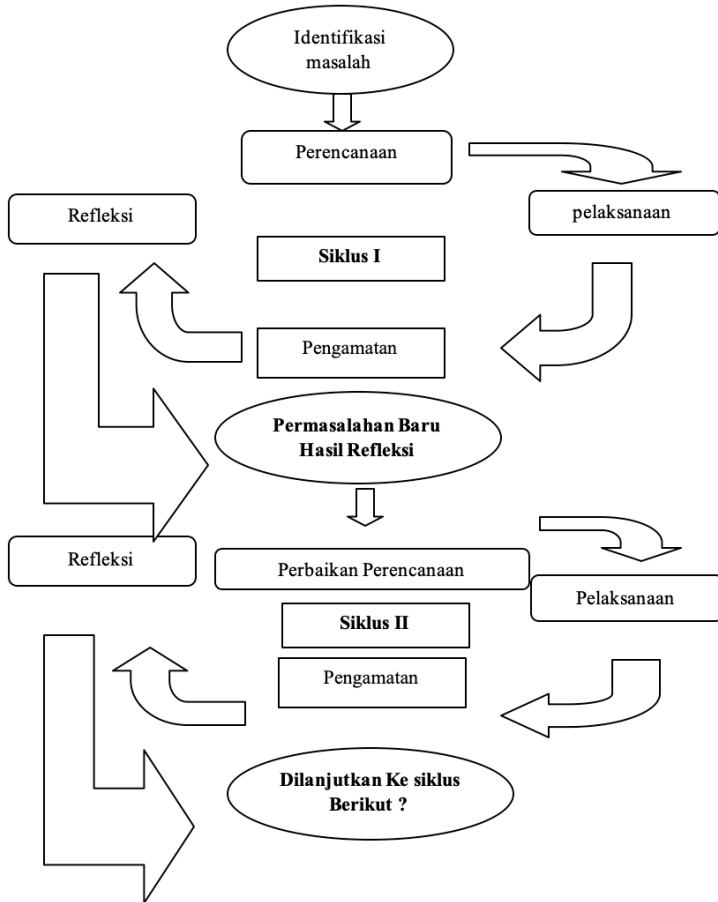 Identifikasi
masalah
Perencanaan
Refleksi
pelaksanaan
Siklus I
Pengamatan
Permasalahan Baru
Hasil Refleksi
Refleksi
Perbaikan Perencanaan
Pelaksanaan
Siklus II
Pengamatan
Dilanjutkan Ke siklus
Berikut ?